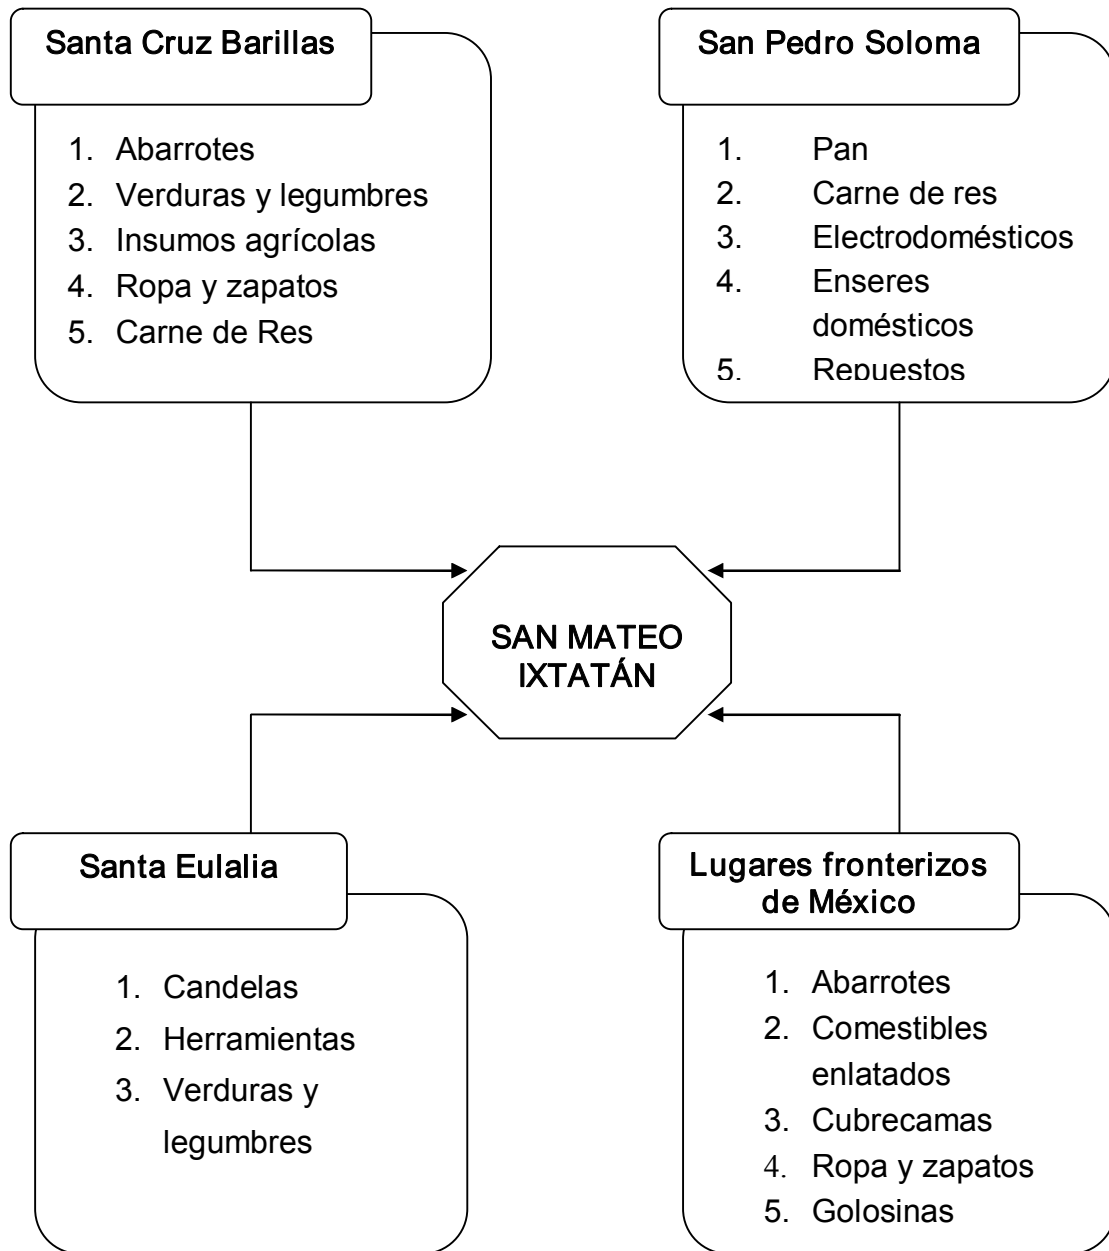 Santa Cruz Barillas
1. Abarrotes
2. Verduras y legumbres
3. Insumos agrícolas
4. Ropa y zapatos
5. Carne de Res
San Pedro Soloma
1. Pan
2. Carne de res
3. Electrodomésticos
4. Enseres
domésticos
5. Repuestos
SAN MATEO
IXTATÁN
Santa Eulalia
1. Candelas
2. Herramientas
3. Verduras y
legumbres
Lugares fronterizos
de México
1. Abarrotes
2. Comestibles
enlatados
3. Cubrecamas
4. Ropa y zapatos
5. Golosinas